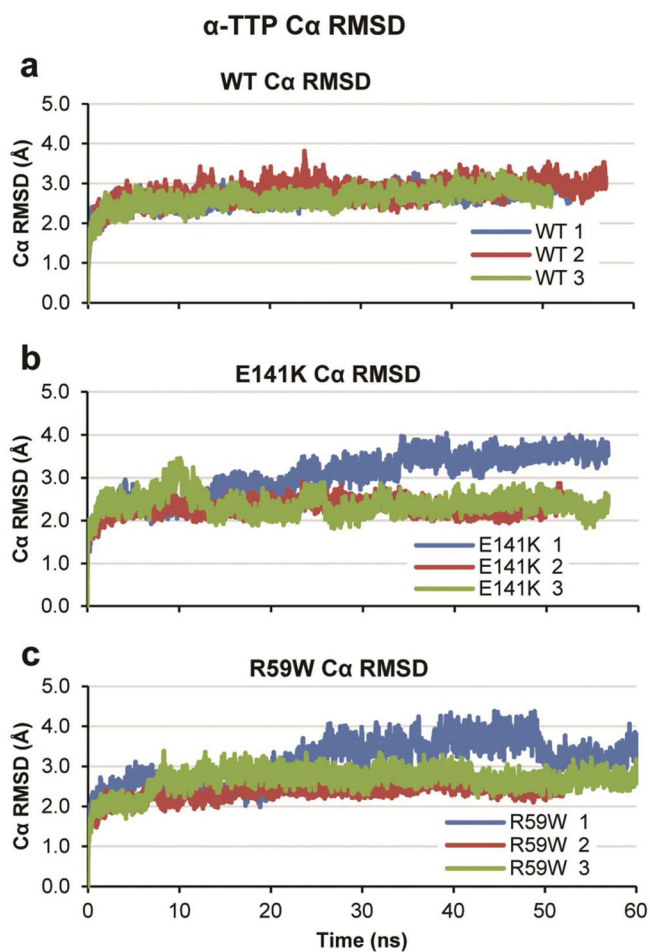 α-TTP Cα RMSD
a
WT Cα RMSD
Cα RMSD (Å)
5.0
4.0
3.0
2.0
1.0
0.0
WT 1
WT 2
WT 3
b
E141K Cα RMSD
Cα RMSD (Å)
5.0
4.0
3.0
2.0
1.0
0.0
E141K 1
E141K 2
E141K 3
c
R59W Cα RMSD
Cα RMSD (Å)
5.0
4.0
3.0
2.0
1.0
0.0
R59W 1
R59W 2
R59W 3
0 10 20 30 40 50 60
Time (ns)